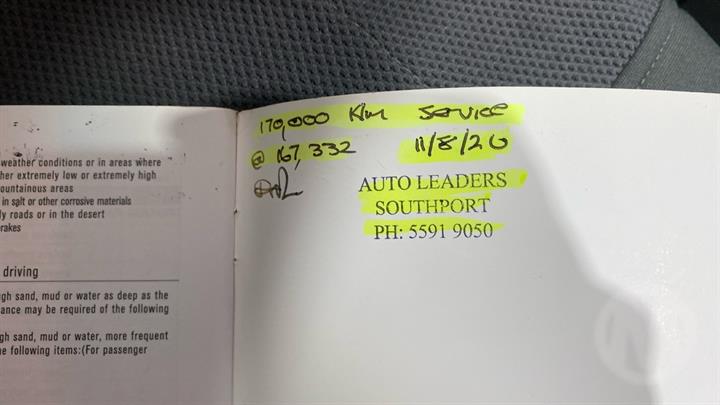 weather conditions or in areas where
her extremely low or extremely high
ountainous areas
in salt or other corrosive materials
y roads or in the desert
rakes
driving
gh sand, mud or water as deep as the
ance may be required of the following
gh sand, mud or water, more frequent
e following items:(For passenger
170,000 Km SERVICE
@ 167,332 11/8/20
AUTO LEADERS
SOUTHPORT
PH: 5591 9050